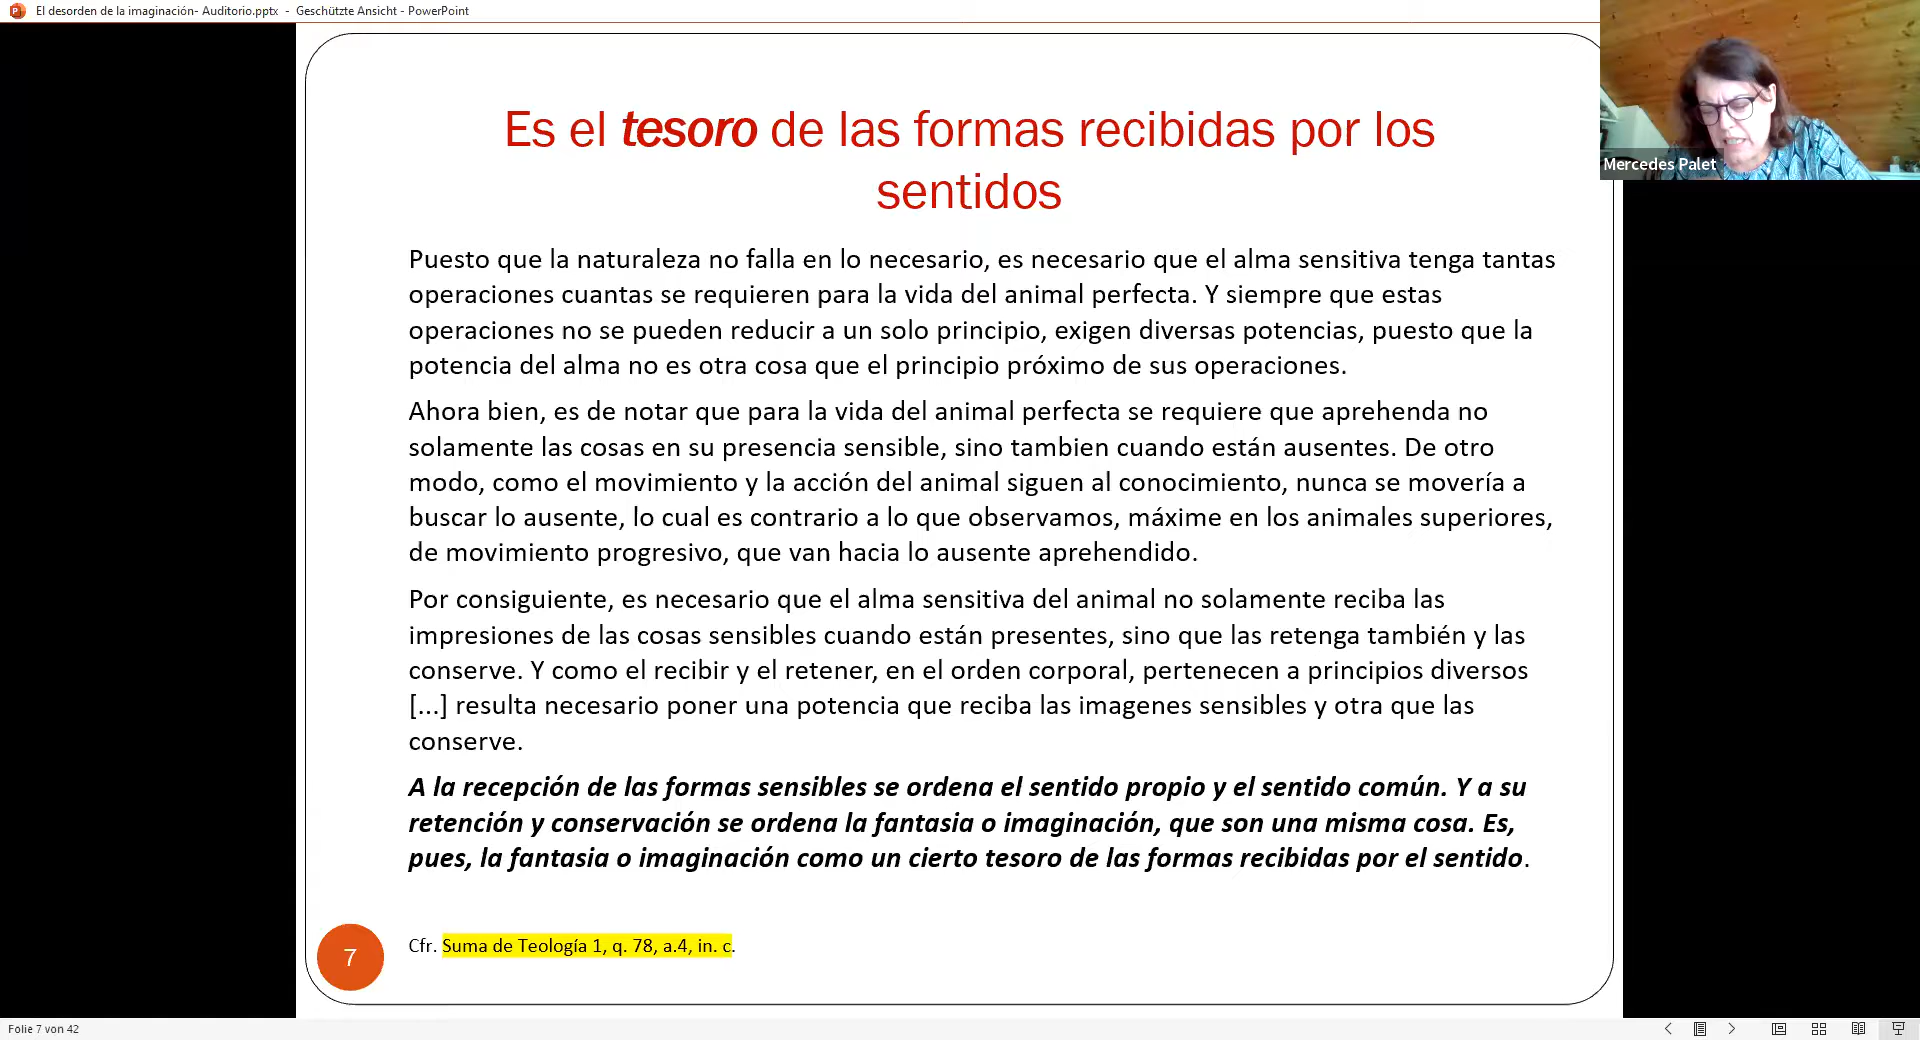 El desorden de la imaginación- Auditorio.pptx - Geschützte Ansicht - PowerPoint
Mercedes Palet
Es el tesoro de las formas recibidas por los
sentidos
Puesto que la naturaleza no falla en lo necesario, es necesario que el alma sensitiva tenga tantas
operaciones cuantas se requieren para la vida del animal perfecta. Y siempre que estas
operaciones no se pueden reducir a un solo principio, exigen diversas potencias, puesto que la
potencia del alma no es otra cosa que el principio próximo de sus operaciones.
Ahora bien, es de notar que para la vida del animal perfecta se requiere que aprehenda no
solamente las cosas en su presencia sensible, sino tambien cuando están ausentes. De otro
modo, como el movimiento y la acción del animal siguen al conocimiento, nunca se movería a
buscar lo ausente, lo cual es contrario a lo que observamos, máxime en los animales superiores,
de movimiento progresivo, que van hacia lo ausente aprehendido.
Por consiguiente, es necesario que el alma sensitiva del animal no solamente reciba las
impresiones de las cosas sensibles cuando están presentes, sino que las retenga también y las
conserve. Y como el recibir y el retener, en el orden corporal, pertenecen a principios diversos
[...] resulta necesario poner una potencia que reciba las imagenes sensibles y otra que las
conserve.
A la recepción de las formas sensibles se ordena el sentido propio y el sentido común. Y a su
retención y conservación se ordena la fantasia o imaginación, que son una misma cosa. Es,
pues, la fantasia o imaginación como un cierto tesoro de las formas recibidas por el sentido.
7
Cfr. Suma de Teología 1, q. 78, a.4, in. c.
Folie 7 von 42